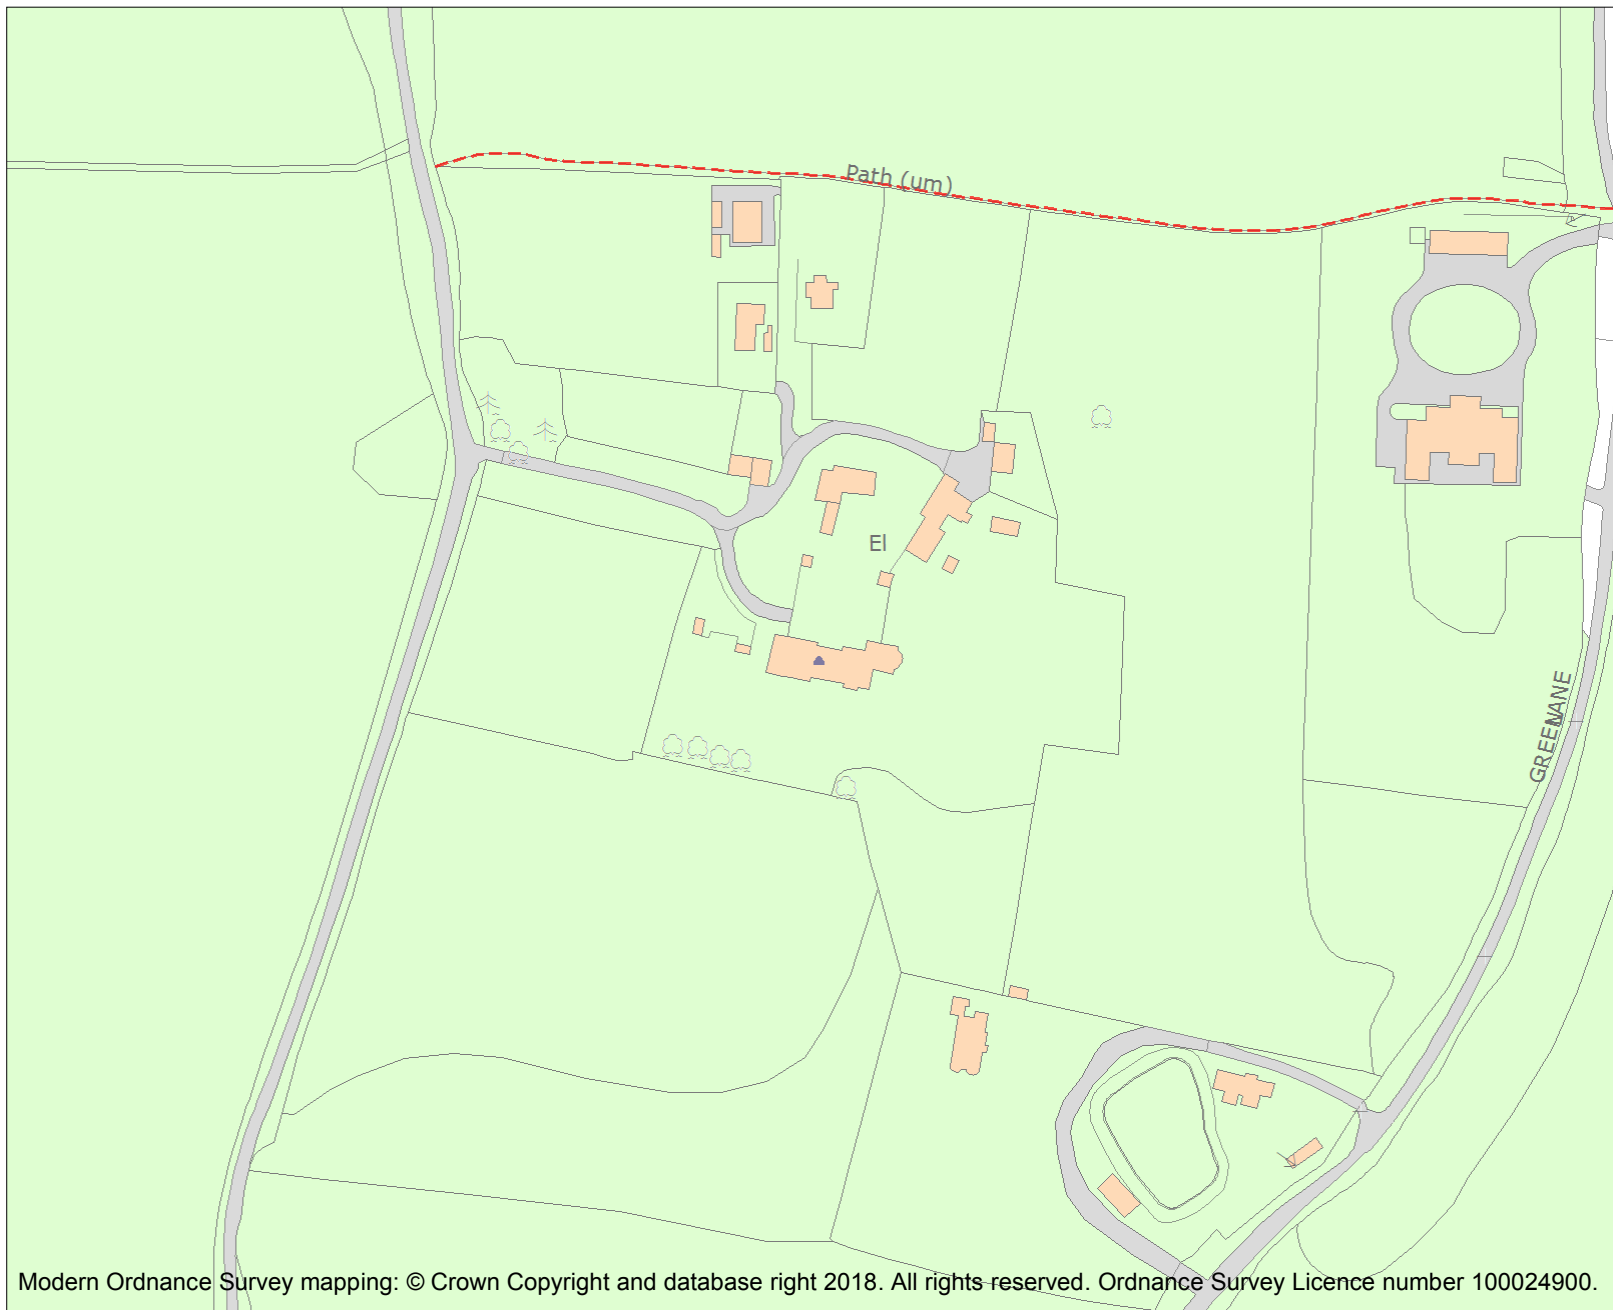 Path (um)
El
GREEN LANE
Modern Ordnance Survey mapping: © Crown Copyright and database right 2018. All rights reserved. Ordnance Survey Licence number 100024900.